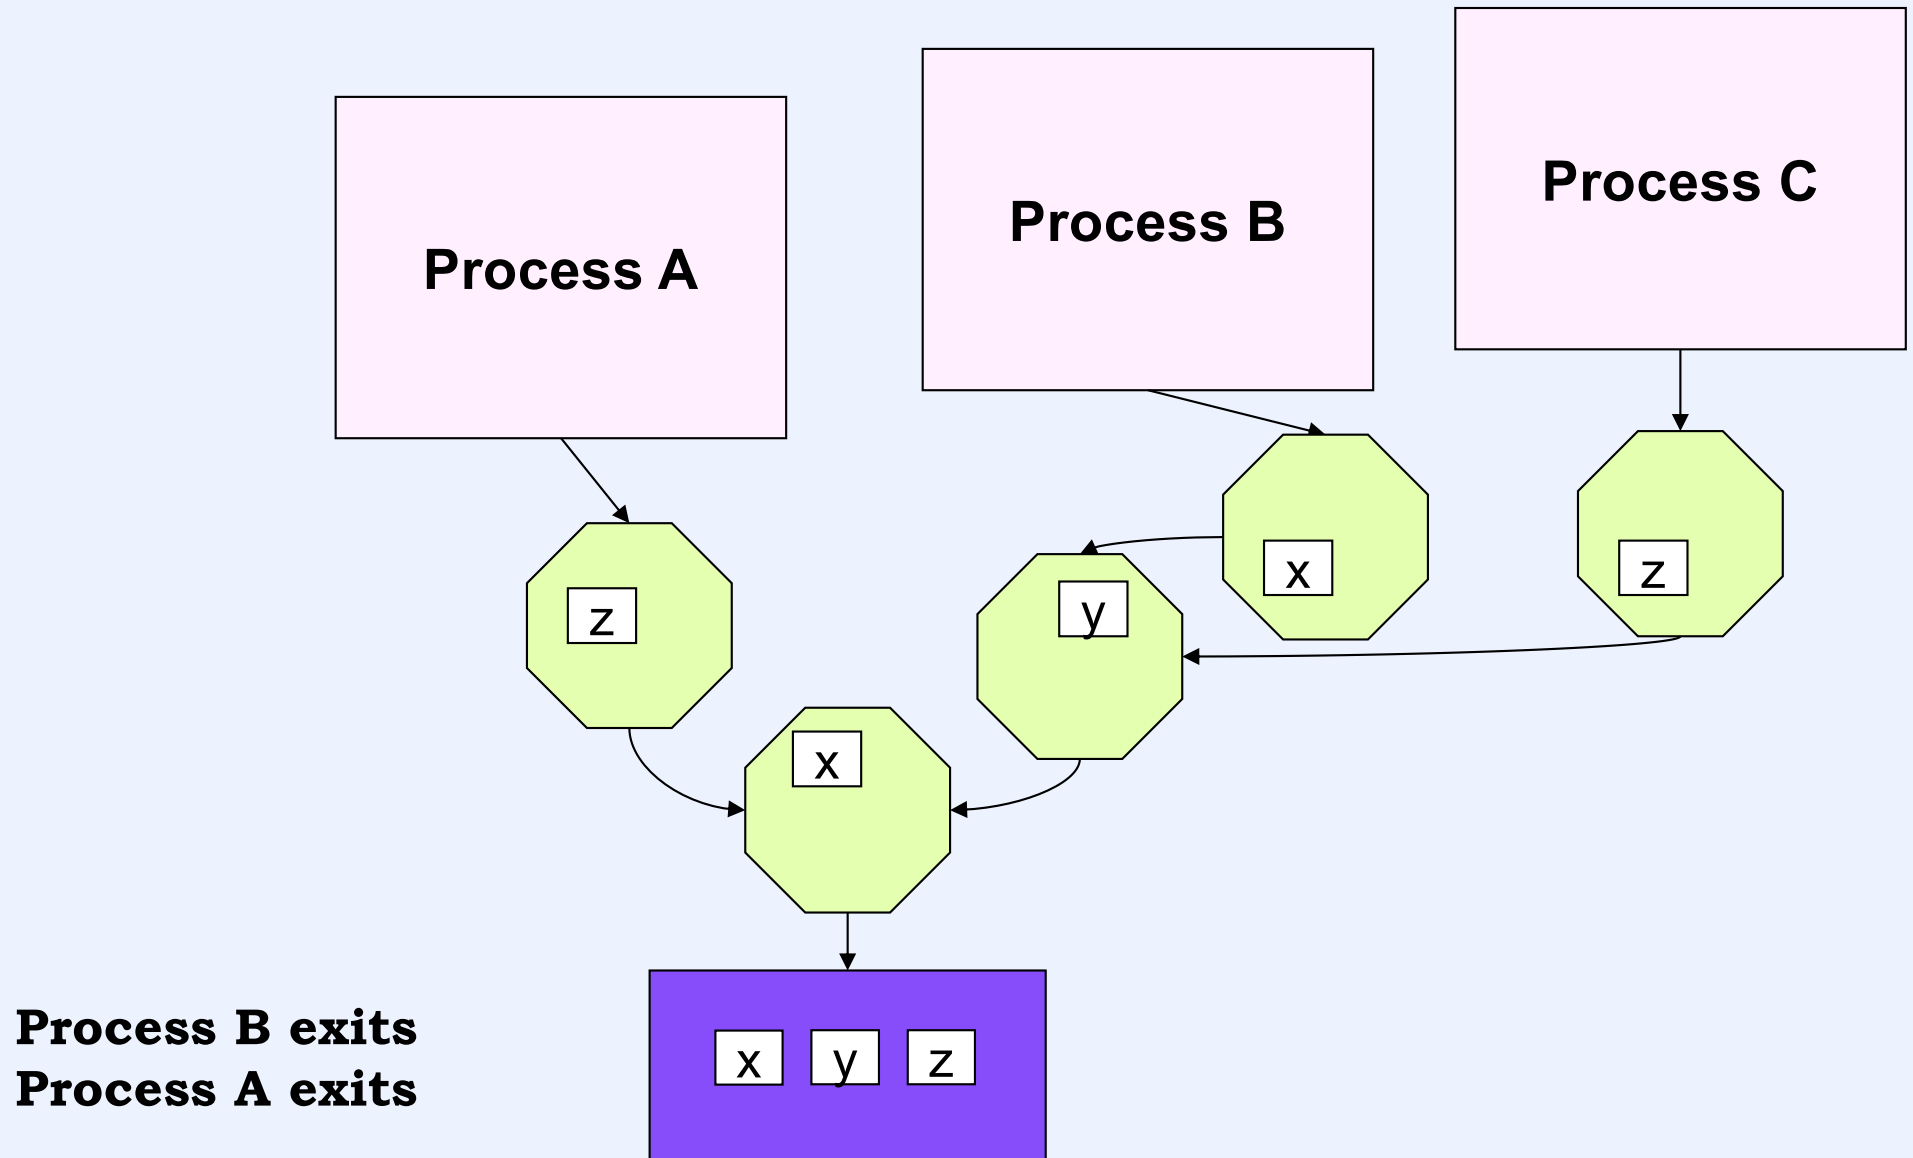 Process C
Process B
Process A
x
z
y
z
x
Process B exits
Process A exits
x y z